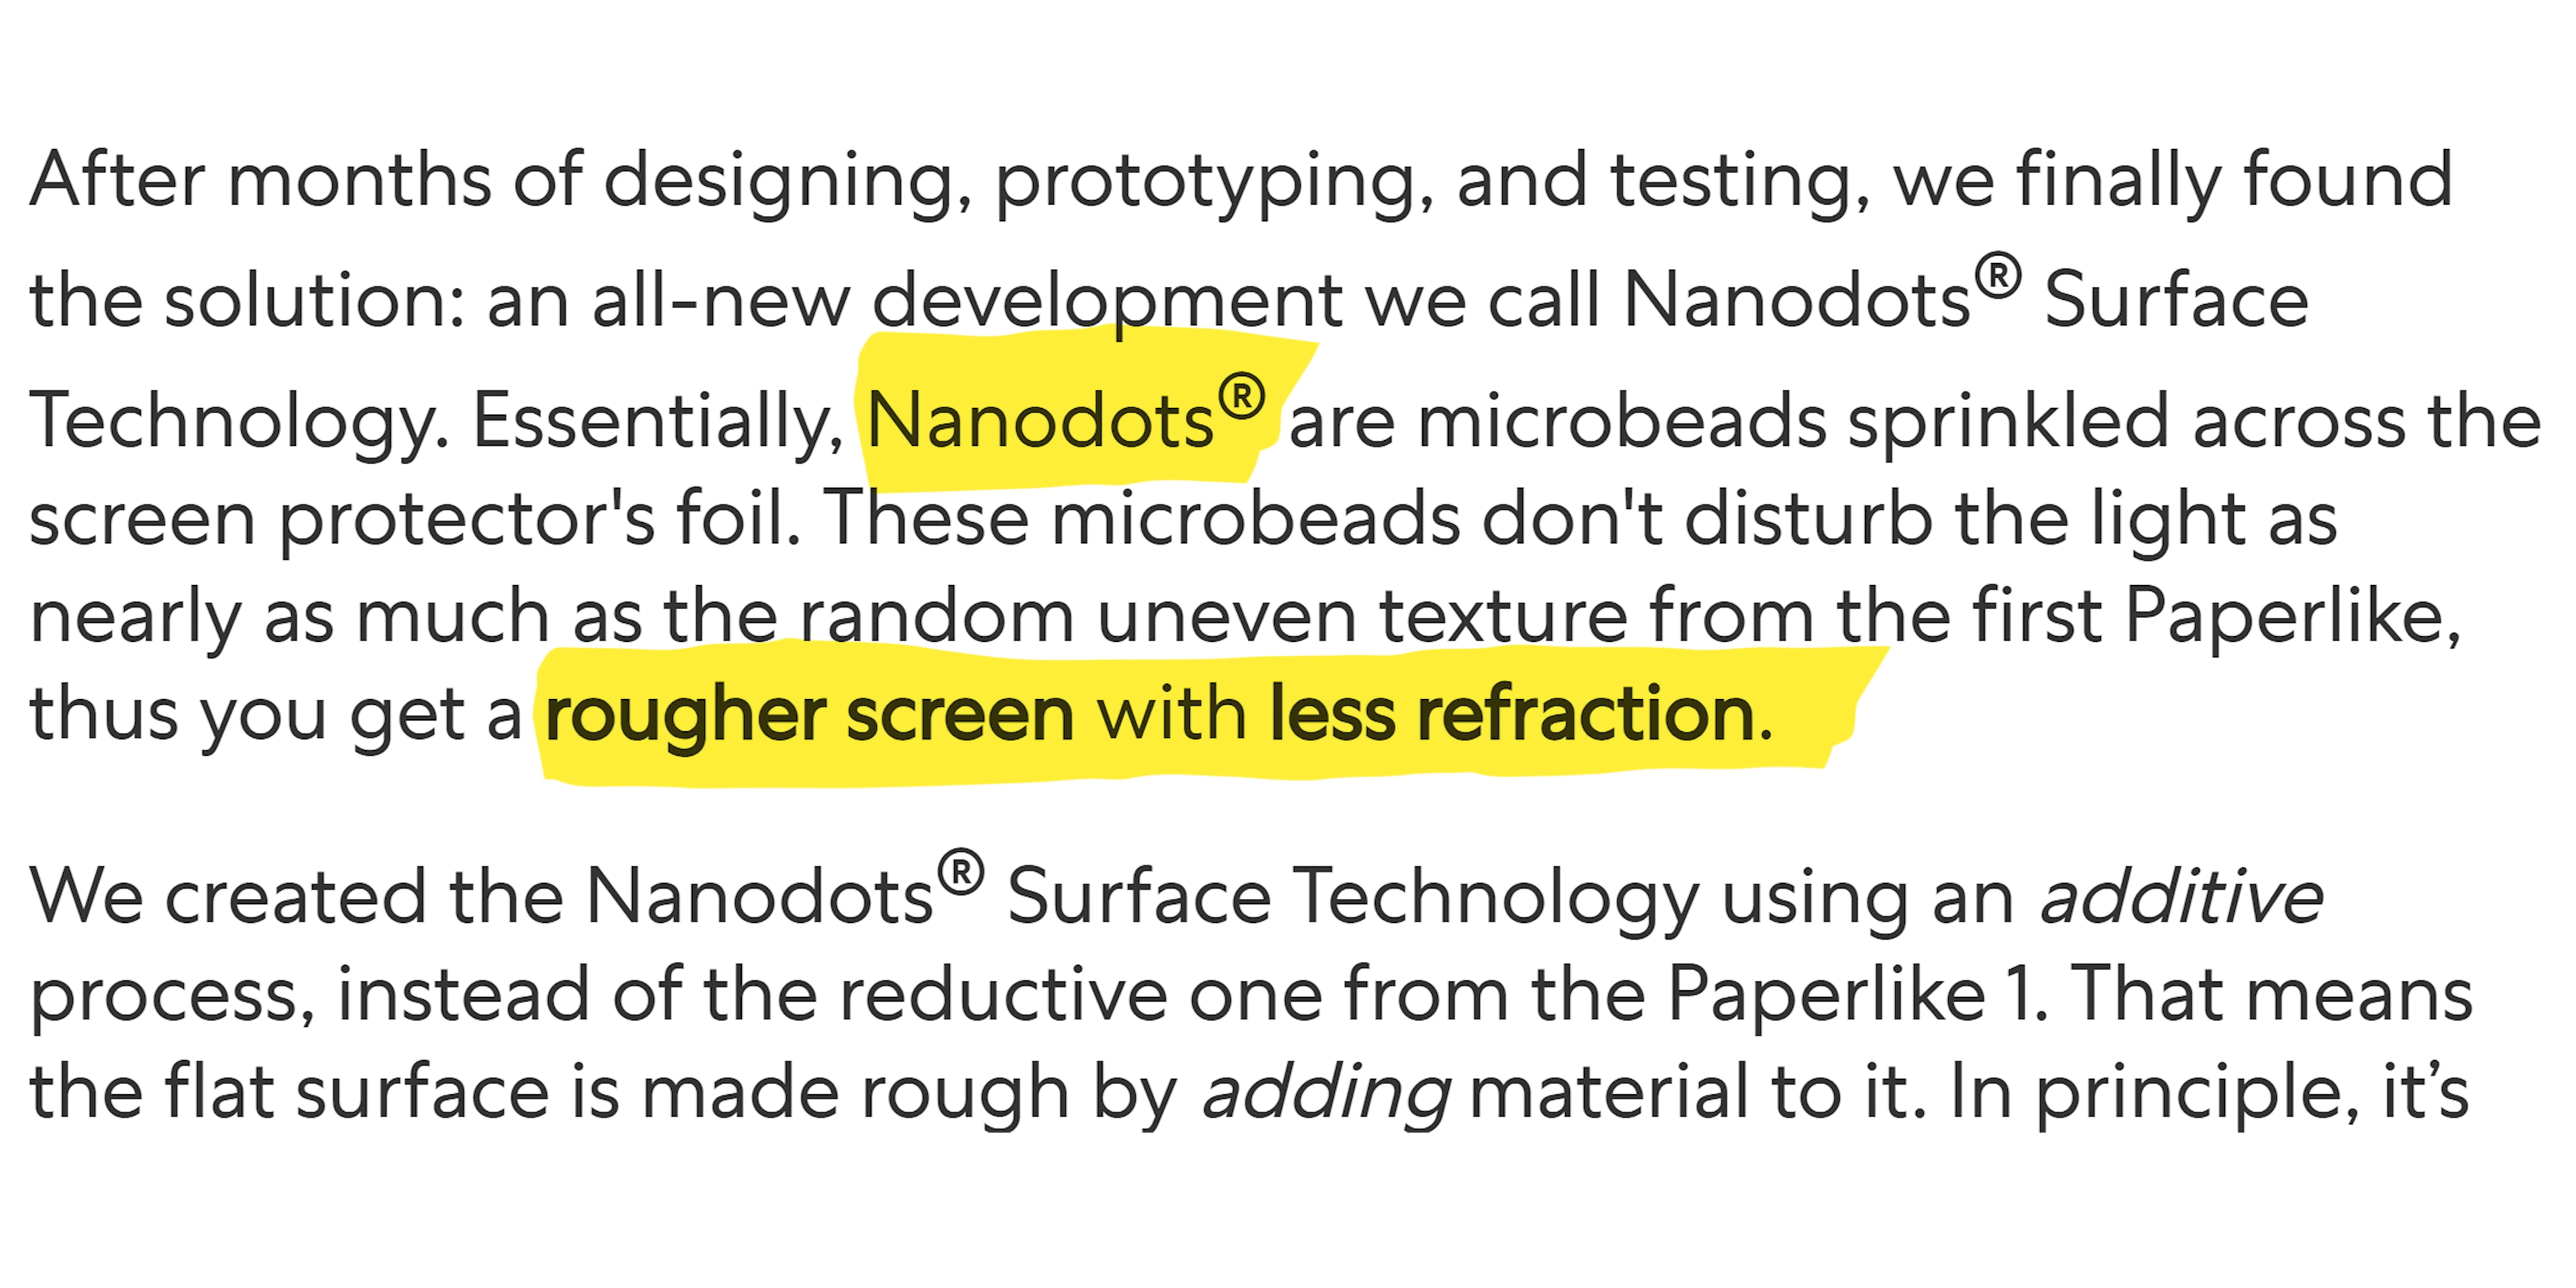 After months of designing, prototyping, and testing, we finally found
the solution: an all-new development we call Nanodots® Surface
Technology. Essentially, Nanodots® are microbeads sprinkled across the
screen protector's foil. These microbeads don't disturb the light as
nearly as much as the random uneven texture from the first Paperlike,
thus you get a rougher screen with less refraction.
We created the Nanodots® Surface Technology using an additive
process, instead of the reductive one from the Paperlike 1. That means
the flat surface is made rough by adding material to it. In principle, it’s